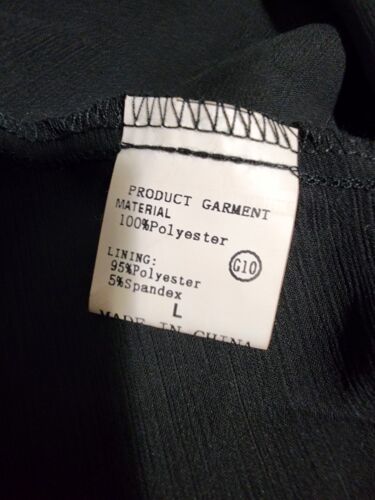 PRODUCT GARMENT
MATERIAL
100%Polyester
LINING:
95%Polyester
5%Spandex
G10
L
MADE IN CHINA